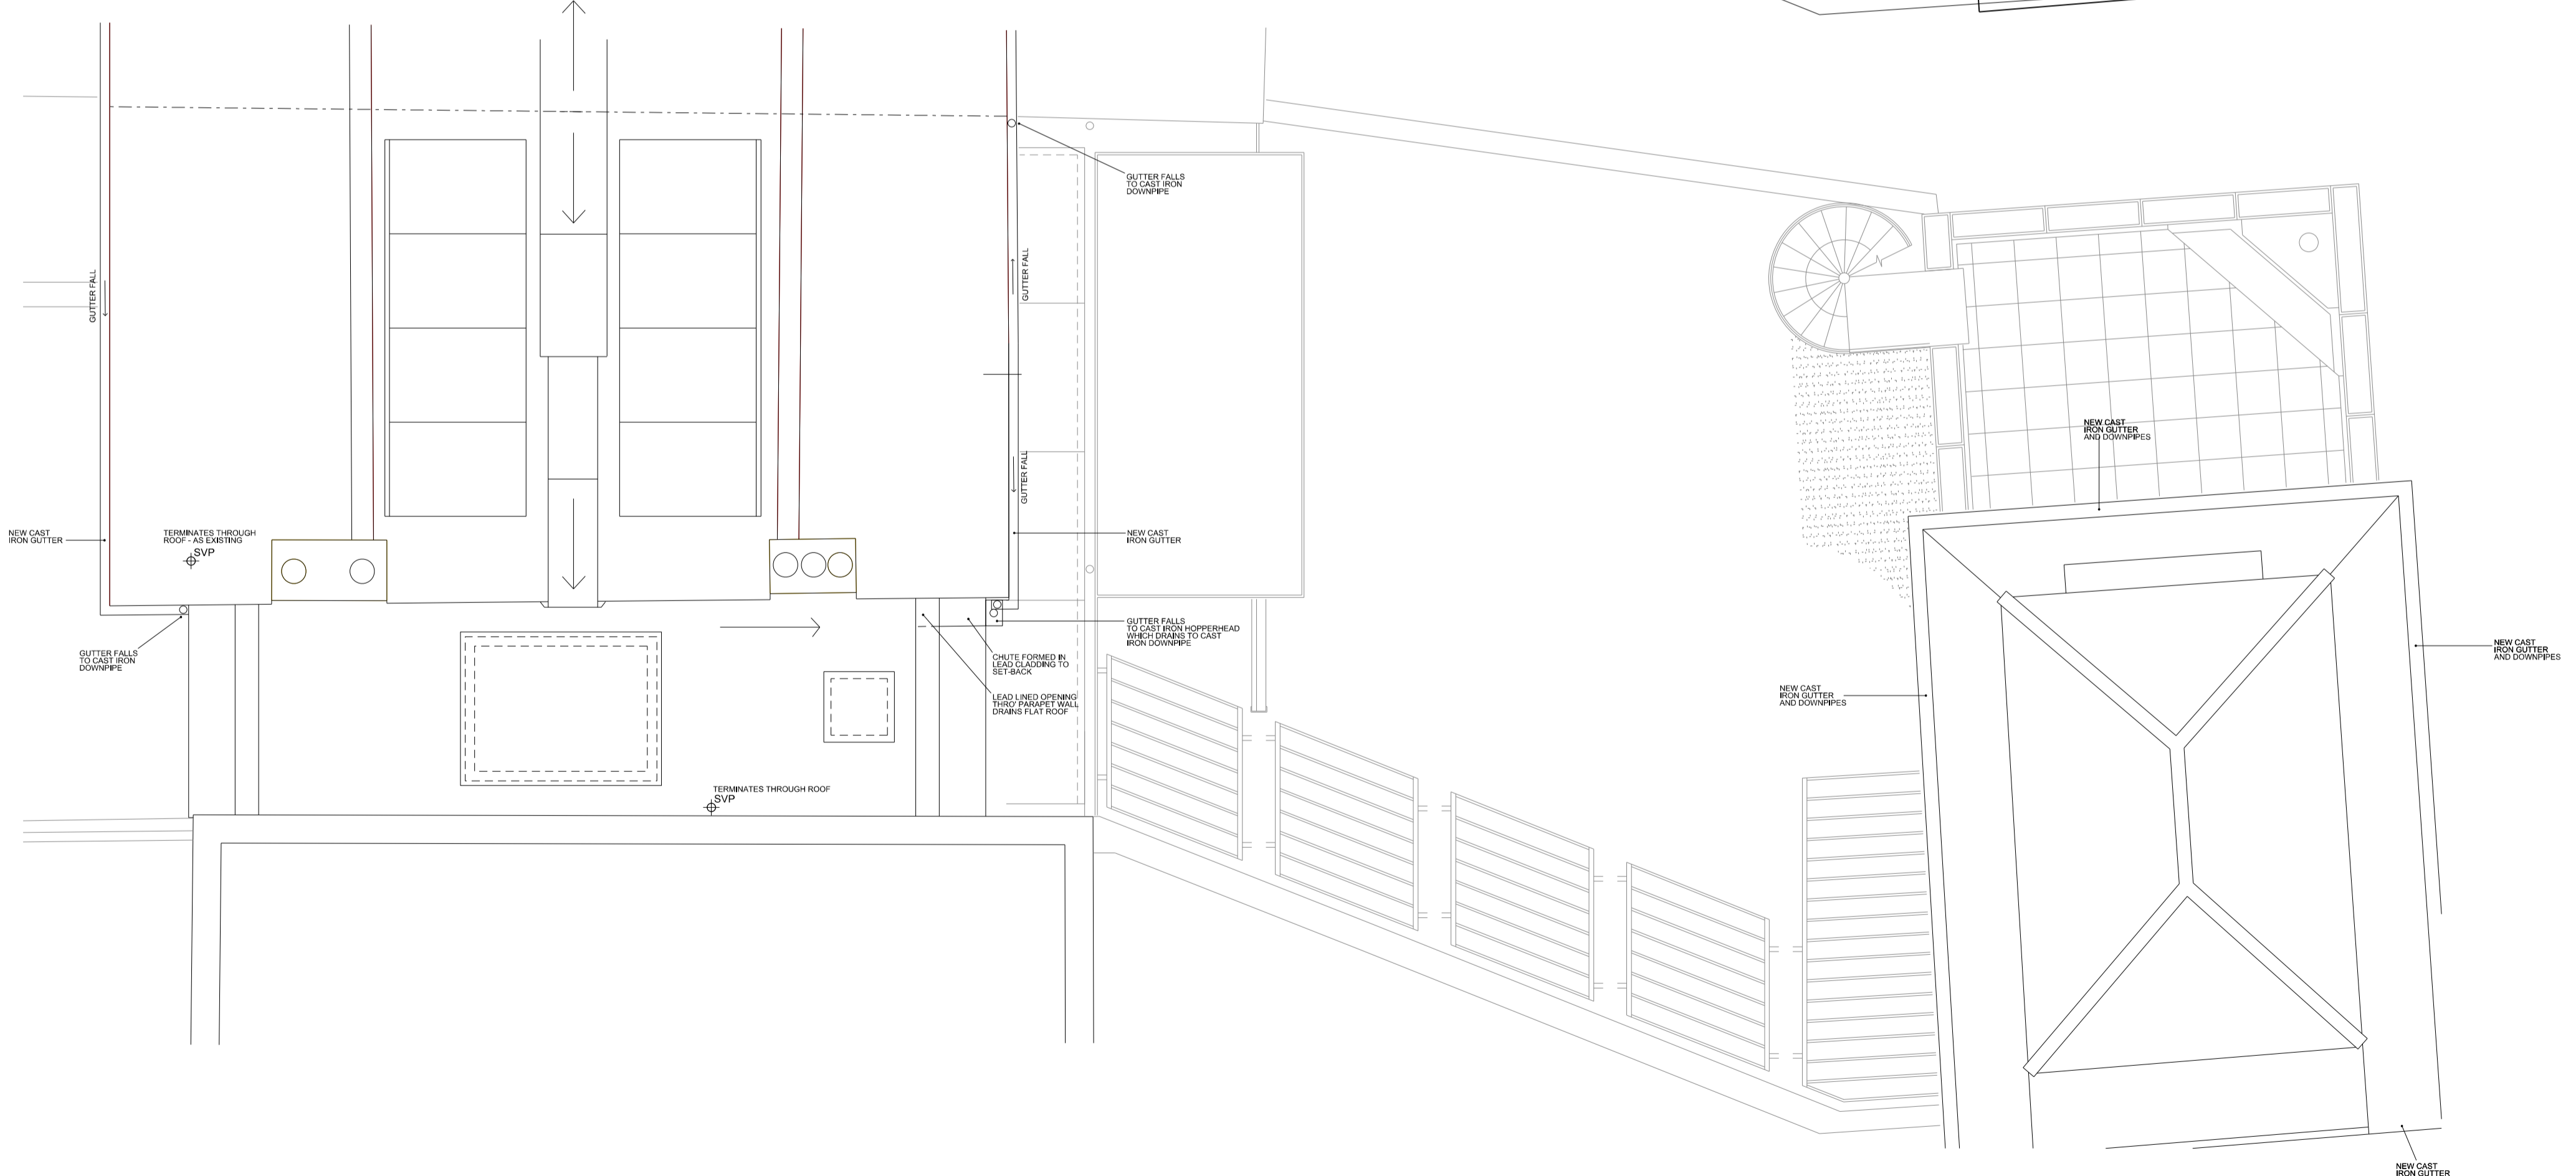 GUTTER FALLS
TO CAST IRON
DOWNPIPE
GUTTER FALL
GUTTER FALL
GUTTER FALL
NEW CAST
IRON GUTTER
TERMINATES THROUGH
ROOF - AS EXISTING
SVP
NEW CAST
IRON GUTTER
GUTTER FALLS
TO CAST IRON
DOWNPIPE
GUTTER FALLS
TO CAST IRON HOPPERHEAD
WHICH DRAINS TO CAST
IRON DOWNPIPE
CHUTE FORMED IN
LEAD CLADDING TO
SET-BACK
LEAD LINED OPENING
THRO' PARAPET WALL
DRAINS FLAT ROOF
TERMINATES THROUGH ROOF
SVP
NEW CAST
IRON GUTTER
AND DOWNPIPES
NEW CAST
IRON GUTTER
AND DOWNPIPES
NEW CAST
IRON GUTTER
AND DOWNPIPES
NEW CAST
IRON GUTTER